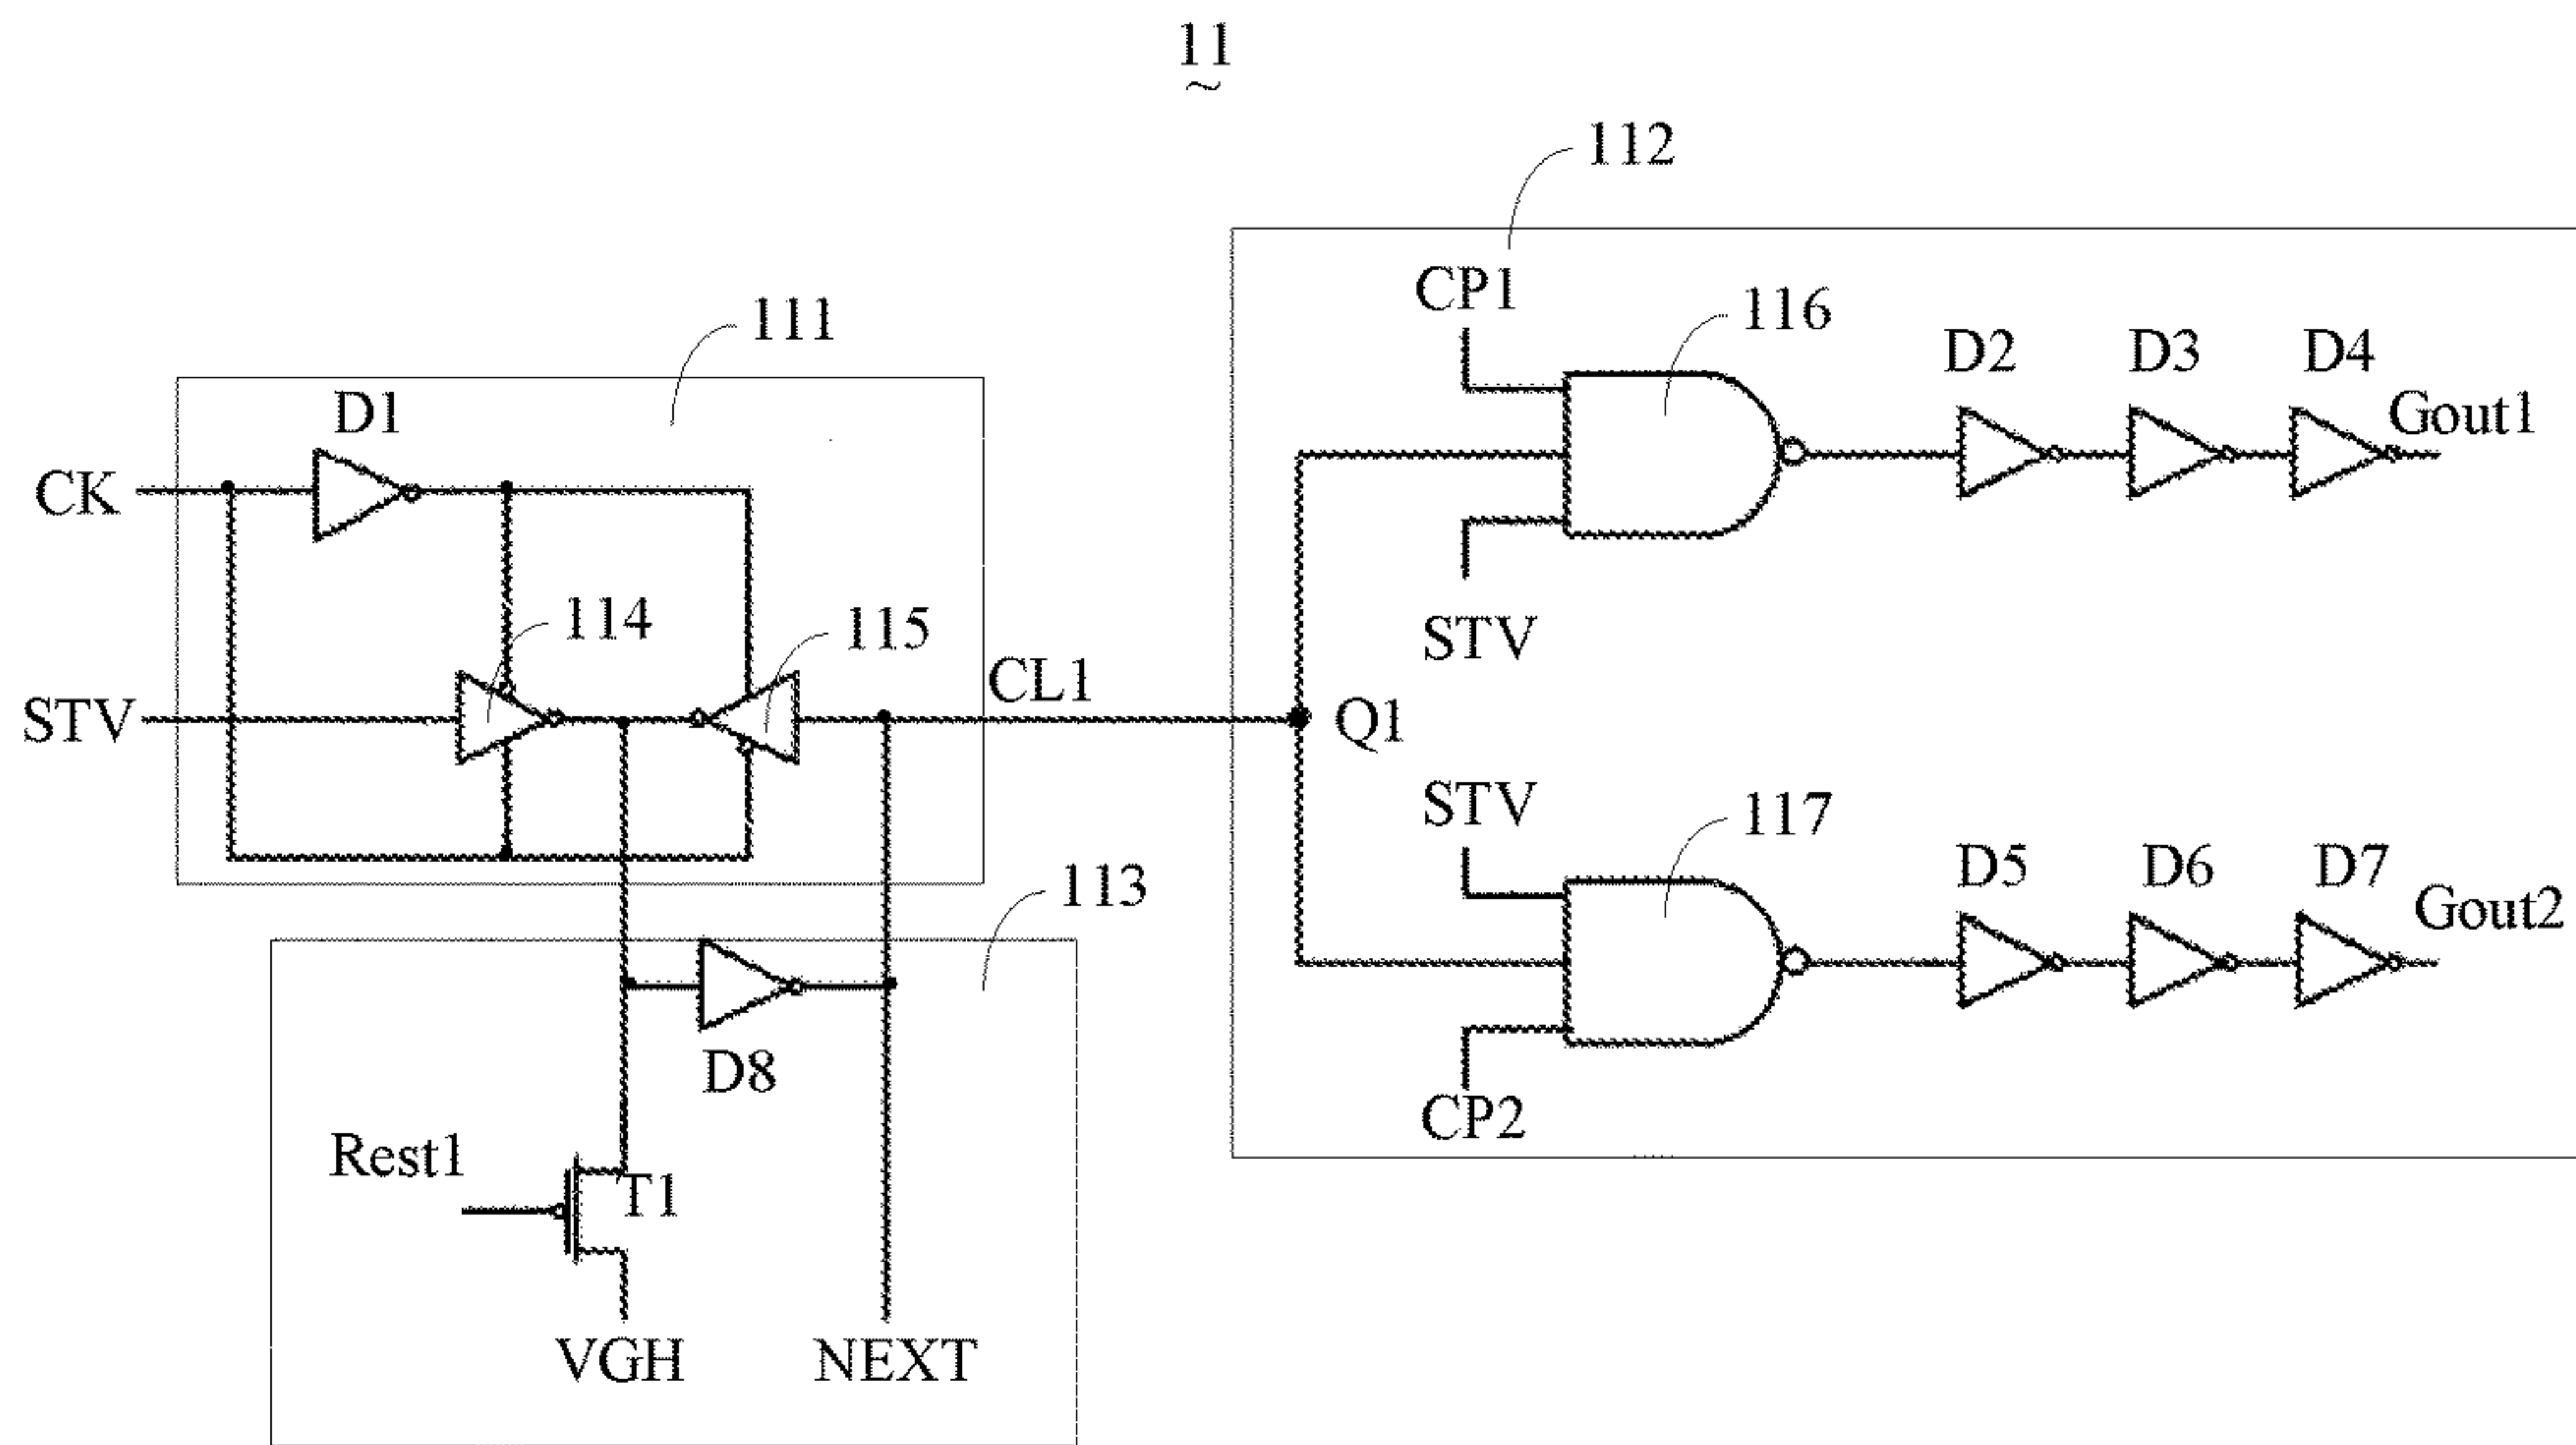 11
~
112
CP1
116
111
D2
D3
D4
D1
Gout1
CK
114
115
STV
CL1
STV
Q1
STV
117
D5
D6
D7
113
Gout2
D8
CP2
Rest1
T1
VGH
NEXT